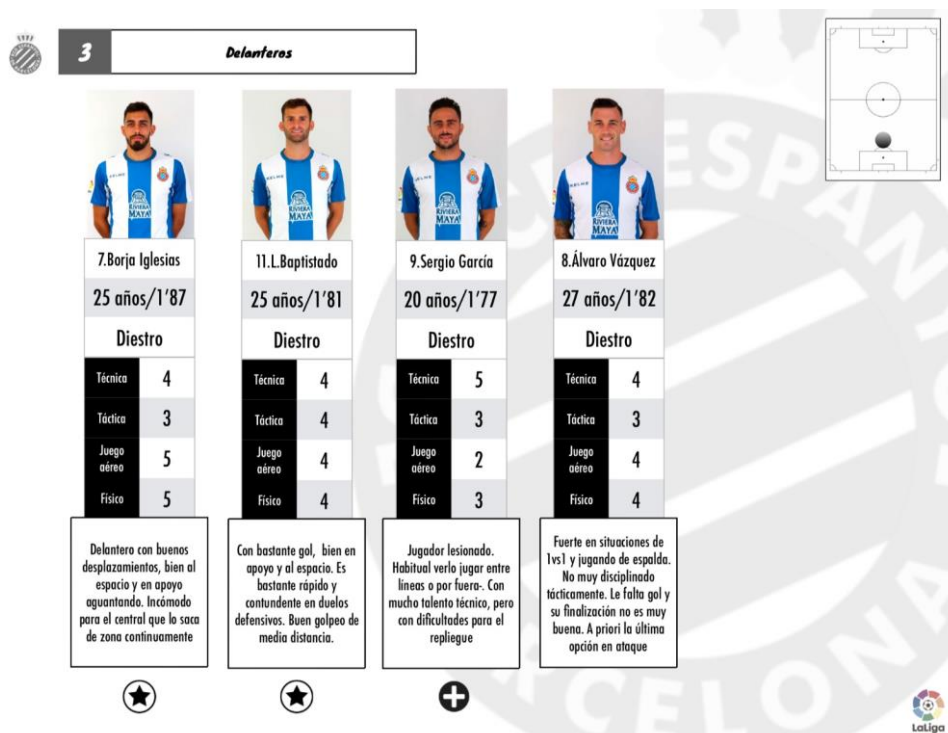 3
Delanteros
7.Borja Iglesias
25 años/1'87
Diestro
Técnica 4
Táctica 3
Juego
aéreo 5
Físico 5
Delantero con buenos
desplazamientos, bien al
espacio y en apoyo
aguantando. Incómodo
para el central que lo saca
de zona continuamente
11.L.Baptistado
25 años/1'81
Diestro
Técnica 4
Táctica 4
Juego
aéreo 4
Físico 4
Con bastante gol, bien en
apoyo y al espacio. Es
bastante rápido y
contundente en duelos
defensivos. Buen golpeo de
media distancia.
9.Sergio García
20 años/1'77
Diestro
Técnica 5
Táctica 3
Juego
aéreo 2
Físico 3
Jugador lesionado.
Habitual verlo jugar entre
líneas o por fuera-. Con
mucho talento técnico, pero
con dificultades para el
repliegue
8.Álvaro Vázquez
27 años/1'82
Diestro
Técnica 4
Táctica 3
Juego
aéreo 4
Físico 4
Fuerte en situaciones de
1vs1 y jugando de espalda.
No muy disciplinado
tácticamente. Le falta gol y
su finalización no es muy
buena. A priori la última
opción en ataque
RIVIERA
MAYA
RIVIERA
MAYA
RIVIERA
MAYA
RIVIERA
MAYA
LaLiga